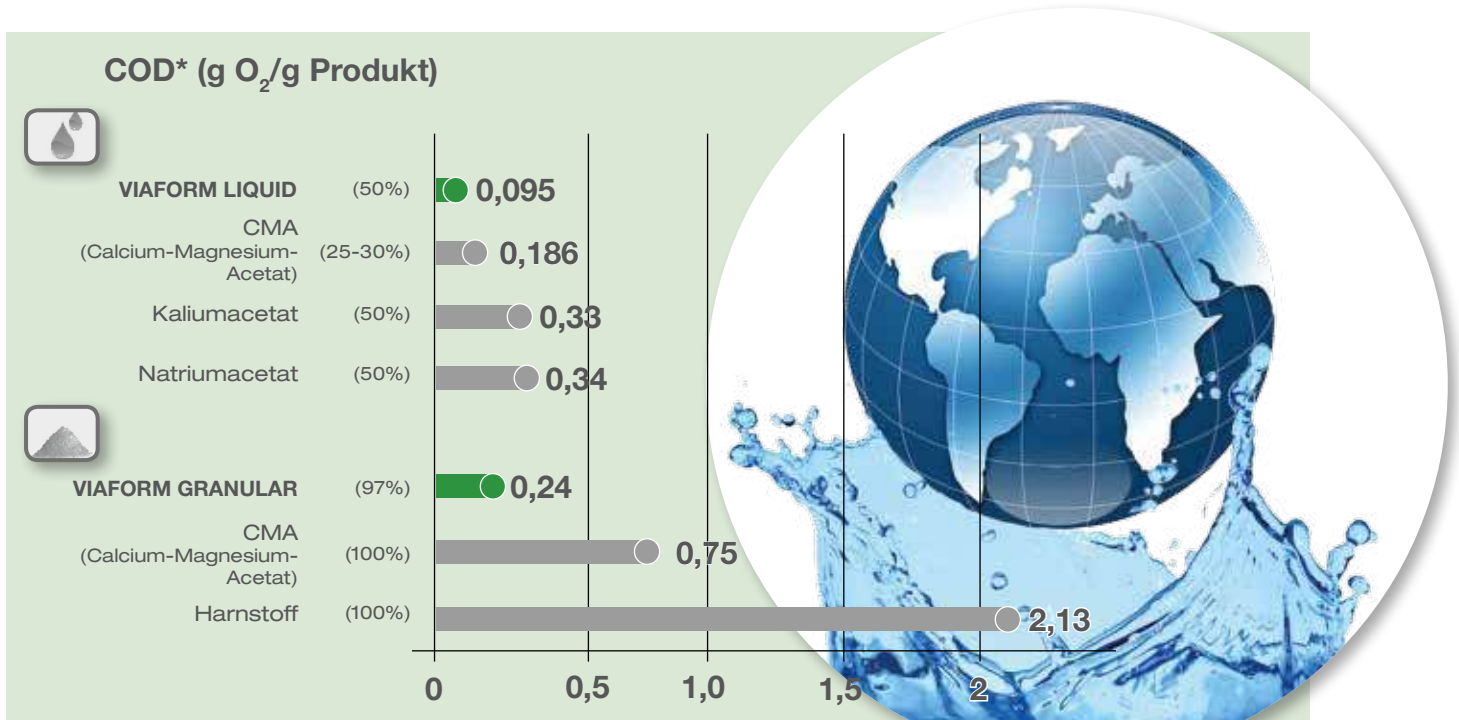 COD* (g O₂/g Produkt)
VIAFORM LIQUID (50%) 0,095
CMA
(Calcium-Magnesium- (25-30%) 0,186
Acetat)
Kaliumacetat (50%) 0,33
Natriumacetat (50%) 0,34
VIAFORM GRANULAR (97%) 0,24
CMA
(Calcium-Magnesium- (100%) 0,75
Acetat)
Harnstoff (100%) 2,13
0 0,5 1,0 1,5 2